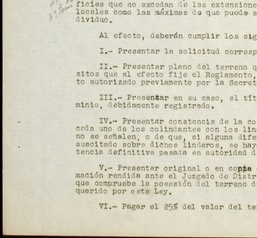 ficies que no excedan de las extensione
locales como las máximas de que puede s
dividuo.
Al efecto, deberán cumplir los sig
I.- Presentar la solicitud corresp
II.- Presentar plano del terreno q
sitos que al efecto fije el Reglamento,
to autorizado previamente por la Secret
III.- Presentar en su caso, el tít
minio, debidamente registrado.
IV.- Presentar constancia de la co
cada uno de los colindantes con los lin
no se señalen, o de que, si alguna dife
suscitado sobre dichos linderos, se hay
tencia definitiva pasada en autoridad d
V.- Presentar original o en copia
mación rendida ante el Juzgado de Distr
que compruebe la posesión del terreno d
querido por esta Ley.
VI.- Pagar el 25% del valor del te